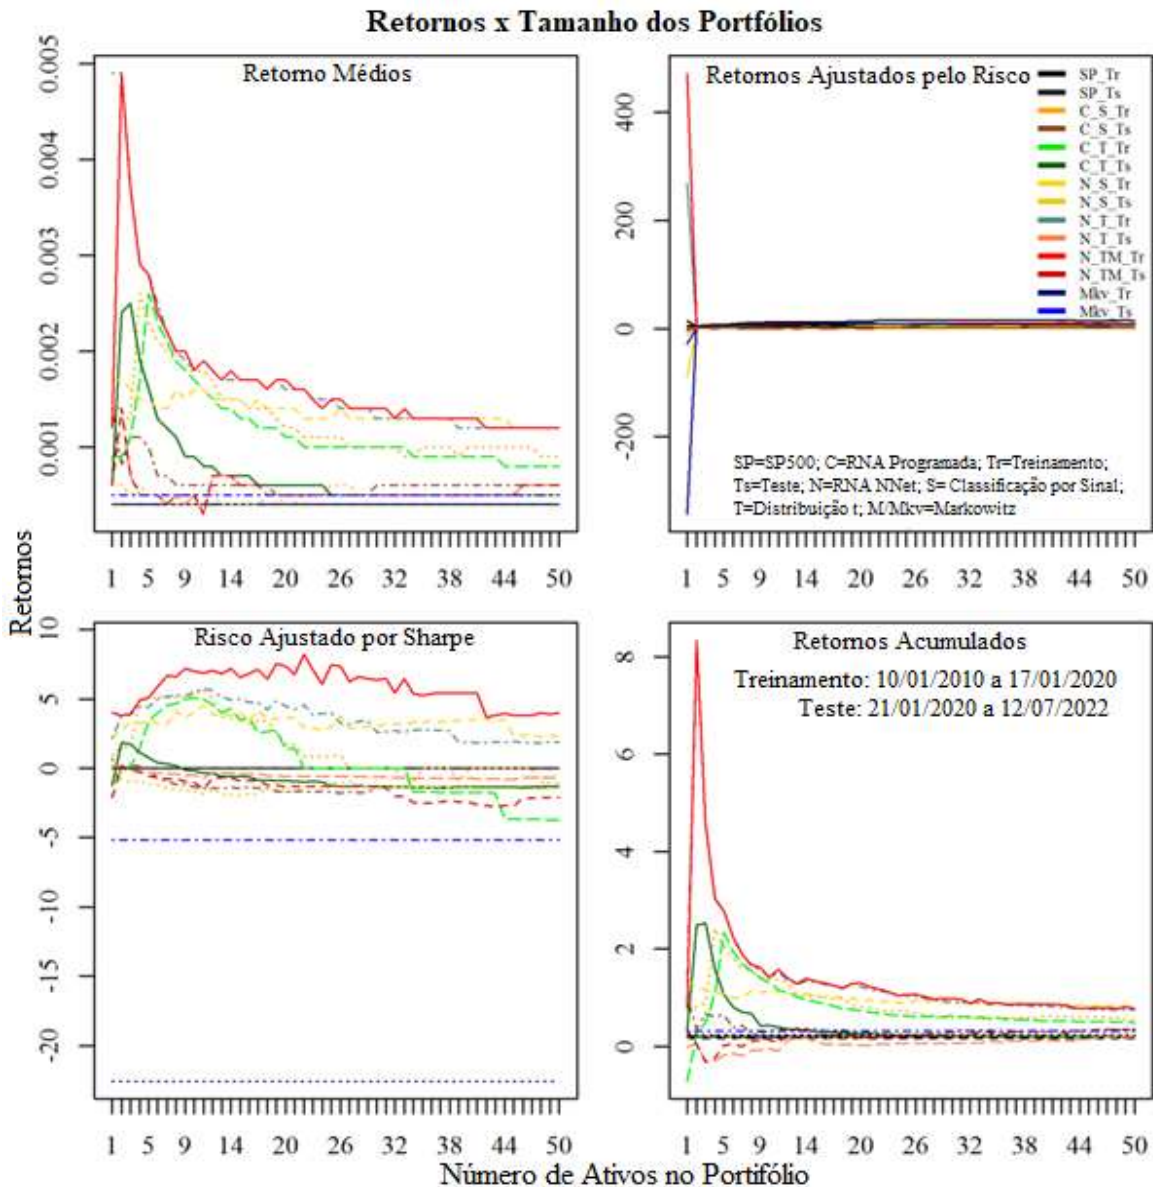 Retornos x Tamanho dos Portfólios
Retorno Médios
0.005
0.004
0.003
0.002
0.001
1 5 9 14 20 26 32 38 44 50
Retornos Ajustados pelo Risco
400
200
0
-200
SP_Tr
SP_Ts
C_S_Tr
C_S_Ts
C_T_Tr
C_T_Ts
N_S_Tr
N_S_Ts
N_T_Tr
N_T_Ts
N_TM_Tr
N_TM_Ts
Mkv_Tr
Mkv_Ts
SP=SP500; C=RNA Programada; Tr=Treinamento;
Ts=Teste; N=RNA NNet; S= Classificação por Sinal;
T=Distribuição t; M/Mkv=Markowitz
1 5 9 14 20 26 32 38 44 50
Retornos
Risco Ajustado por Sharpe
10
5
0
-5
-10
-15
-20
1 5 9 14 20 26 32 38 44 50
Retornos Acumulados
Treinamento: 10/01/2010 a 17/01/2020
Teste: 21/01/2020 a 12/07/2022
8
6
4
2
0
1 5 9 14 20 26 32 38 44 50
Número de Ativos no Portifólio